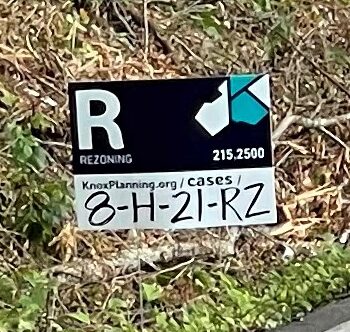 R
REZONING
215.2500
KnoxPlanning.org/cases/
8-H-21-RZ